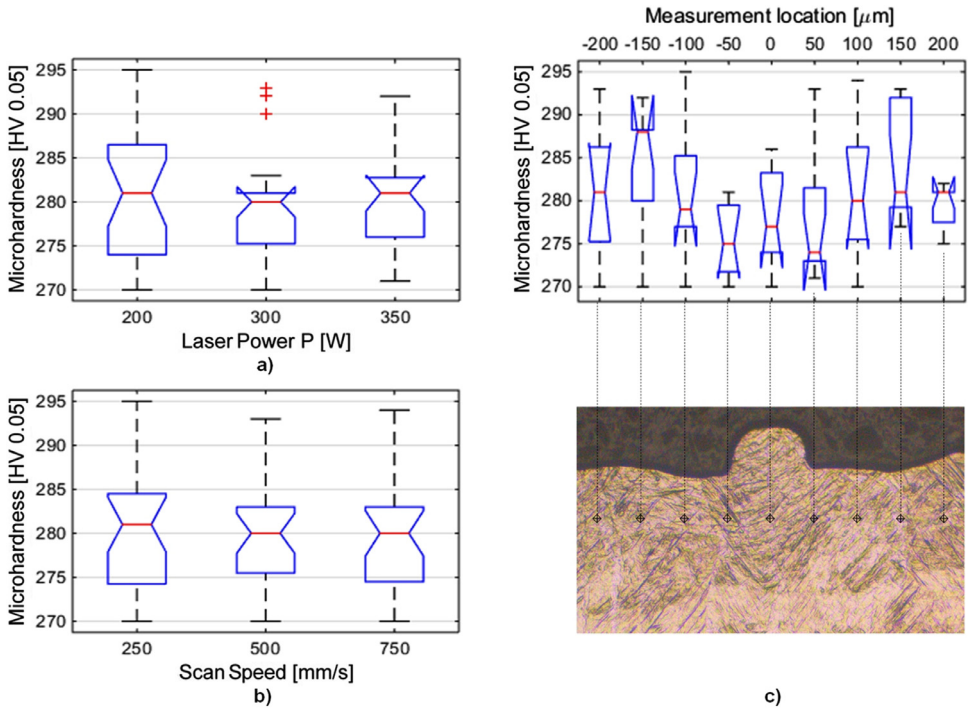 Microhardness [HV 0.05]
295
290
285
280
275
270
200 300 350
Laser Power P [W]
a)
Microhardness [HV 0.05]
295
290
285
280
275
270
250 500 750
Scan Speed [mm/s]
b)
Measurement location [μm]
-200 -150 -100 -50 0 50 100 150 200
Microhardness [HV 0.05]
295
290
285
280
275
270
c)